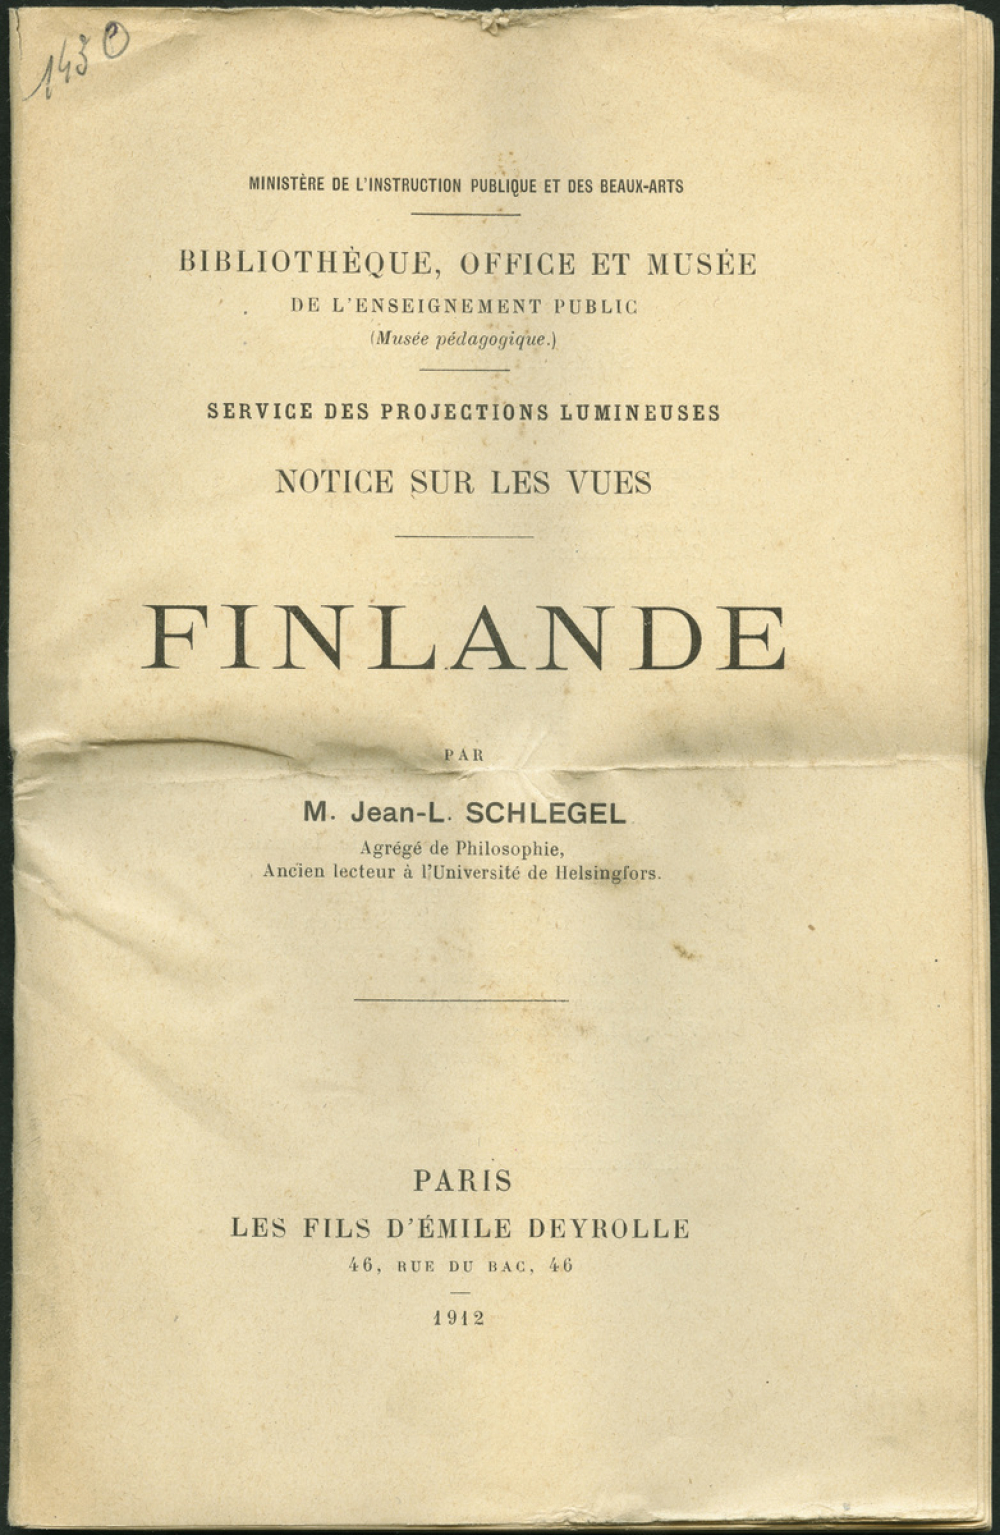 143 e
MINISTÈRE DE L'INSTRUCTION PUBLIQUE ET DES BEAUX-ARTS
BIBLIOTHÈQUE, OFFICE ET MUSÉE
DE L'ENSEIGNEMENT PUBLIC
(Musée pédagogique.)
SERVICE DES PROJECTIONS LUMINEUSES
NOTICE SUR LES VUES
FINLANDE
PAR
M. Jean-L. SCHLEGEL
Agrégé de Philosophie,
Ancien lecteur à l'Université de Helsingfors.
PARIS
LES FILS D'ÉMILE DEYROLLE
46, RUE DU BAC, 46
1912